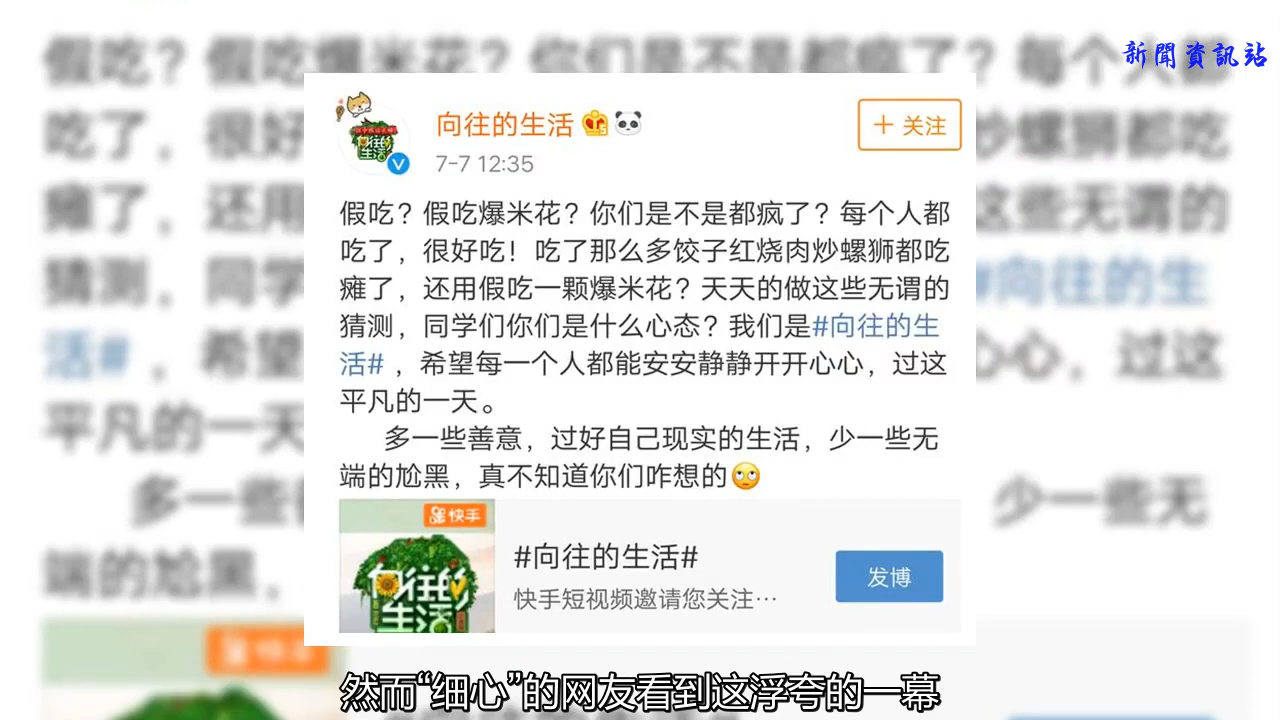 新聞資訊站
向往的生活
7-7 12:35
+ 关注
假吃？假吃爆米花？你们是不是都疯了？每个人都
吃了，很好吃！吃了那么多饺子红烧肉炒螺狮都吃
瘫了，还用假吃一颗爆米花？天天的做这些无谓的
猜测，同学们你们是什么心态？我们是#向往的生
活#，希望每一个人都能安安静静开开心心，过这
平凡的一天。
多一些善意，过好自己现实的生活，少一些无
端的尬黑，真不知道你们咋想的
快手
向往的生活
#向往的生活#
快手短视频邀请您关注…
发博
然而“细心”的网友看到这浮夸的一幕